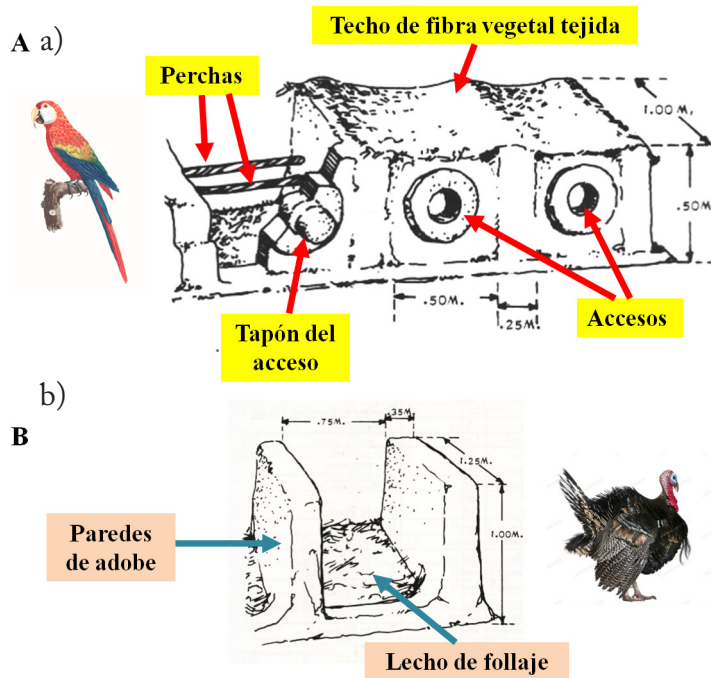 A a)
Techo de fibra vegetal tejida
Perchas
1.00 M.
.50M.
.50M.
.25M.
Tapón del
acceso
Accesos
b)
B
.75M.
.35M
1.25M.
1.00M.
Paredes
de adobe
Lecho de follaje